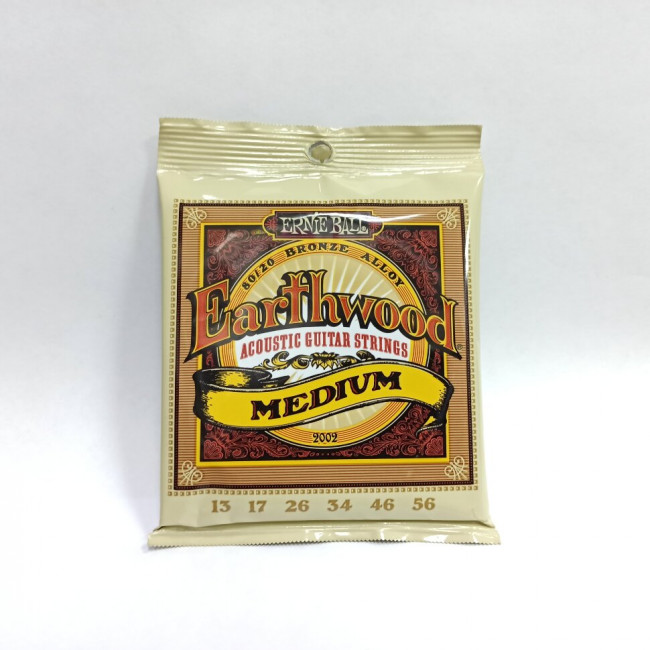 ERNIE BALL
80/20 BRONZE ALLOY
Earthwood
ACOUSTIC GUITAR STRINGS
MEDIUM
2002
13 17 26 34 46 56